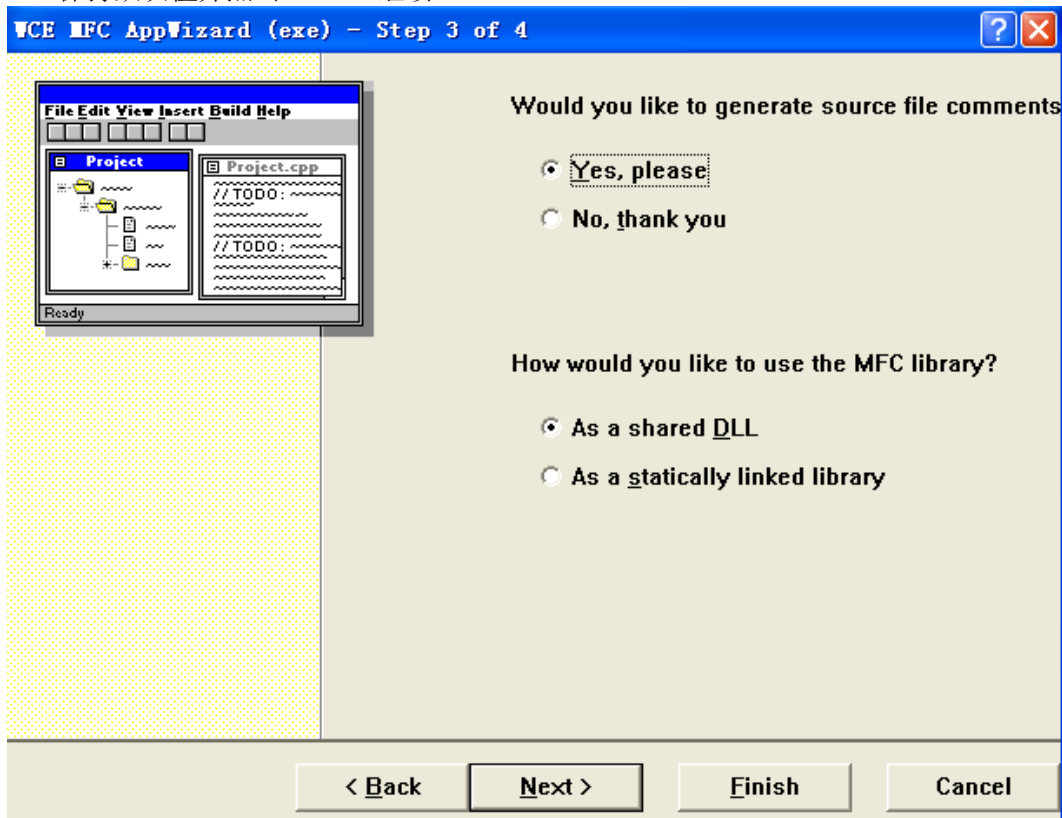 WCE MFC AppWizard (exe) - Step 3 of 4
File Edit View Insert Build Help
Project
Project.cpp
//TODO:
//TODO:
Ready
Would you like to generate source file comments
Yes, please
No, thank you
How would you like to use the MFC library?
As a shared DLL
As a statically linked library
< Back
Next >
Finish
Cancel